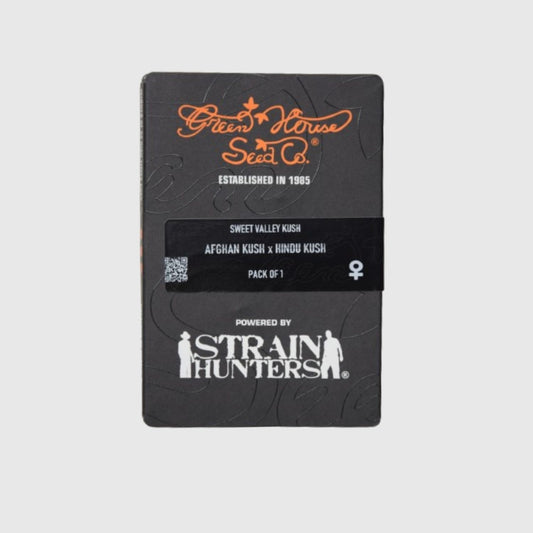 Green House
Seed Co.®
ESTABLISHED IN 1985
SWEET VALLEY KUSH
AFGHAN KUSH x HINDU KUSH
PACK OF 1
POWERED BY
STRAIN
HUNTERS®